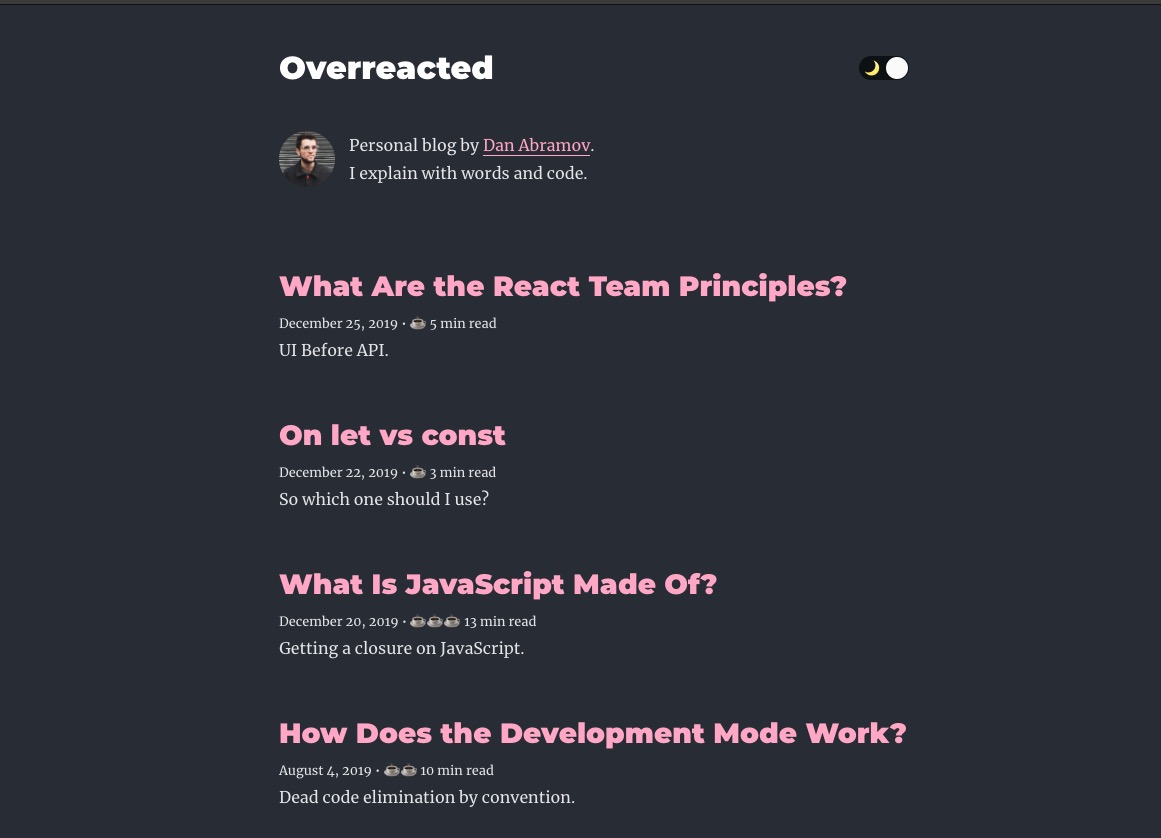 Overreacted
Personal blog by Dan Abramov.
I explain with words and code.
What Are the React Team Principles?
December 25, 2019 • ☕ 5 min read
UI Before API.
On let vs const
December 22, 2019 • ☕ 3 min read
So which one should I use?
What Is JavaScript Made Of?
December 20, 2019 • ☕☕☕ 13 min read
Getting a closure on JavaScript.
How Does the Development Mode Work?
August 4, 2019 • ☕☕ 10 min read
Dead code elimination by convention.